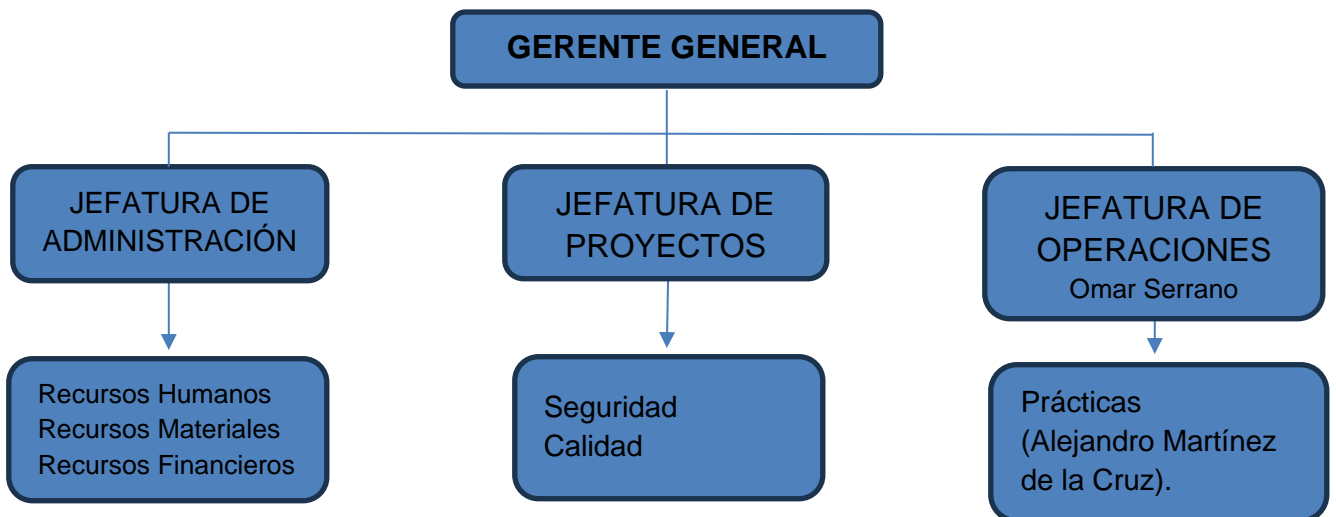 GERENTE GENERAL
JEFATURA DE
ADMINISTRACIÓN
JEFATURA DE
PROYECTOS
JEFATURA DE
OPERACIONES
Omar Serrano
Recursos Humanos
Recursos Materiales
Recursos Financieros
Seguridad
Calidad
Prácticas
(Alejandro Martínez
de la Cruz).